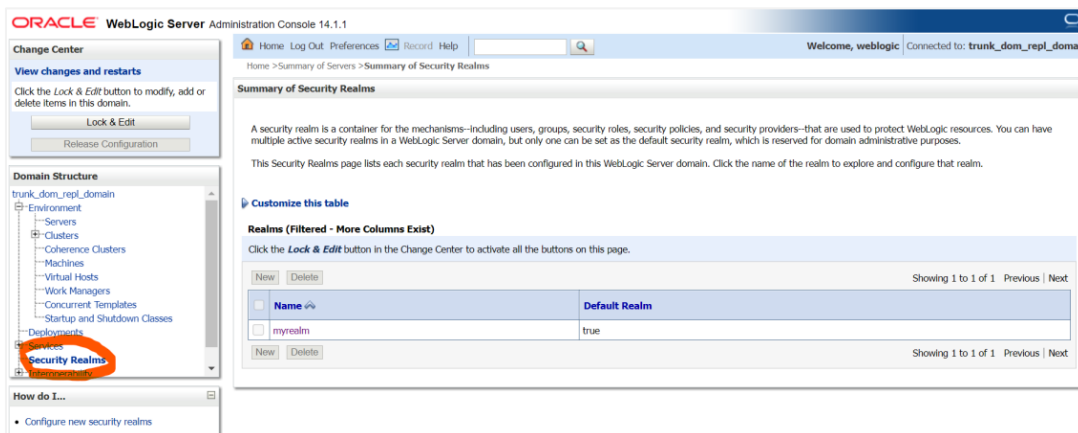 ORACLE WebLogic Server Administration Console 14.1.1
Change Center
View changes and restarts
Click the Lock & Edit button to modify, add or
delete items in this domain.
Lock & Edit
Release Configuration
Domain Structure
trunk_dom_repl_domain
Environment
Servers
Clusters
Coherence Clusters
Machines
Virtual Hosts
Work Managers
Concurrent Templates
Startup and Shutdown Classes
Deployments
Services
Security Realms
Interoperability
How do I...
Configure new security realms
Home Log Out Preferences Record Help
Welcome, weblogic Connected to: trunk_dom_repl_doma
Home >Summary of Servers >Summary of Security Realms
Summary of Security Realms
A security realm is a container for the mechanisms--including users, groups, security roles, security policies, and security providers--that are used to protect WebLogic resources. You can have
multiple active security realms in a WebLogic Server domain, but only one can be set as the default security realm, which is reserved for domain administrative purposes.
This Security Realms page lists each security realm that has been configured in this WebLogic Server domain. Click the name of the realm to explore and configure that realm.
Customize this table
Realms (Filtered - More Columns Exist)
Click the Lock & Edit button in the Change Center to activate all the buttons on this page.
New Delete Showing 1 to 1 of 1 Previous | Next
Name Default Realm
myrealm true
New Delete Showing 1 to 1 of 1 Previous | Next